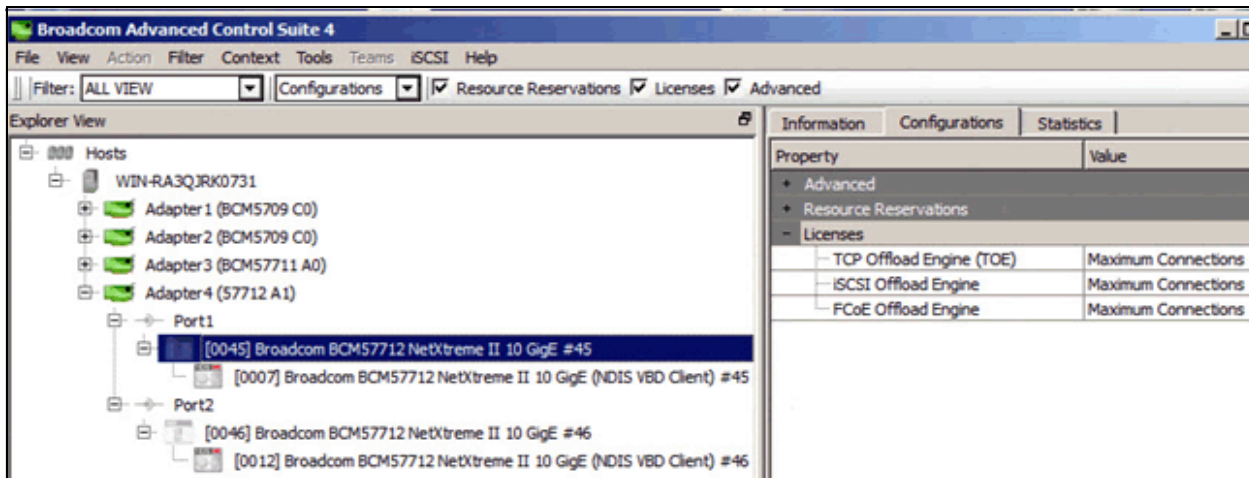 Broadcom Advanced Control Suite 4
File View Action Filter Context Tools Teams iSCSI Help
Filter: ALL VIEW Configurations Resource Reservations Licenses Advanced
Explorer View
Hosts
WIN-RA3QJRK0731
Adapter1 (BCM5709 C0)
Adapter2 (BCM5709 C0)
Adapter3 (BCM57711 A0)
Adapter4 (57712 A1)
Port1
[0045] Broadcom BCM57712 NetXtreme II 10 GigE #45
[0007] Broadcom BCM57712 NetXtreme II 10 GigE (NDIS VBD Client) #45
Port2
[0046] Broadcom BCM57712 NetXtreme II 10 GigE #46
[0012] Broadcom BCM57712 NetXtreme II 10 GigE (NDIS VBD Client) #46
Information Configurations Statistics
Property Value
Advanced
Resource Reservations
Licenses
TCP Offload Engine (TOE) Maximum Connections
iSCSI Offload Engine Maximum Connections
FCoE Offload Engine Maximum Connections